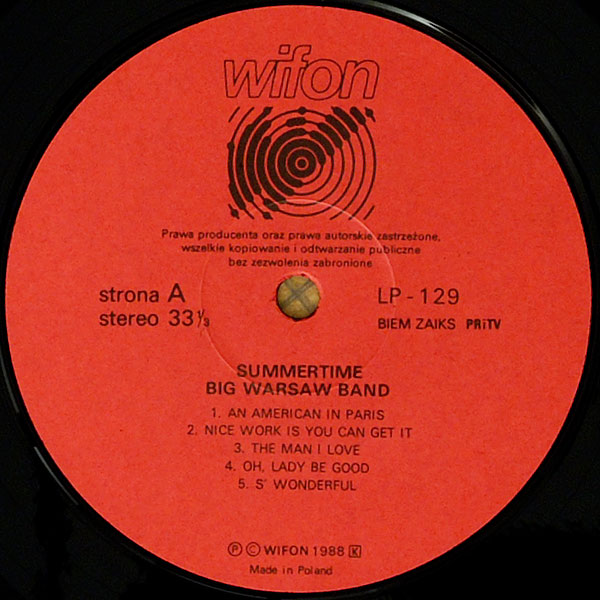 wifon
Prawa producenta oraz prawa autorskie zastrzeżone,
wszelkie kopiowanie i odtwarzanie publiczne
bez zezwolenia zabronione
strona A
stereo 33⅓
LP - 129
BIEM ZAIKS PRiTV
SUMMERTIME
BIG WARSAW BAND
1. AN AMERICAN IN PARIS
2. NICE WORK IS YOU CAN GET IT
3. THE MAN I LOVE
4. OH, LADY BE GOOD
5. S' WONDERFUL
Ⓟ Ⓒ WIFON 1988 K
Made in Poland